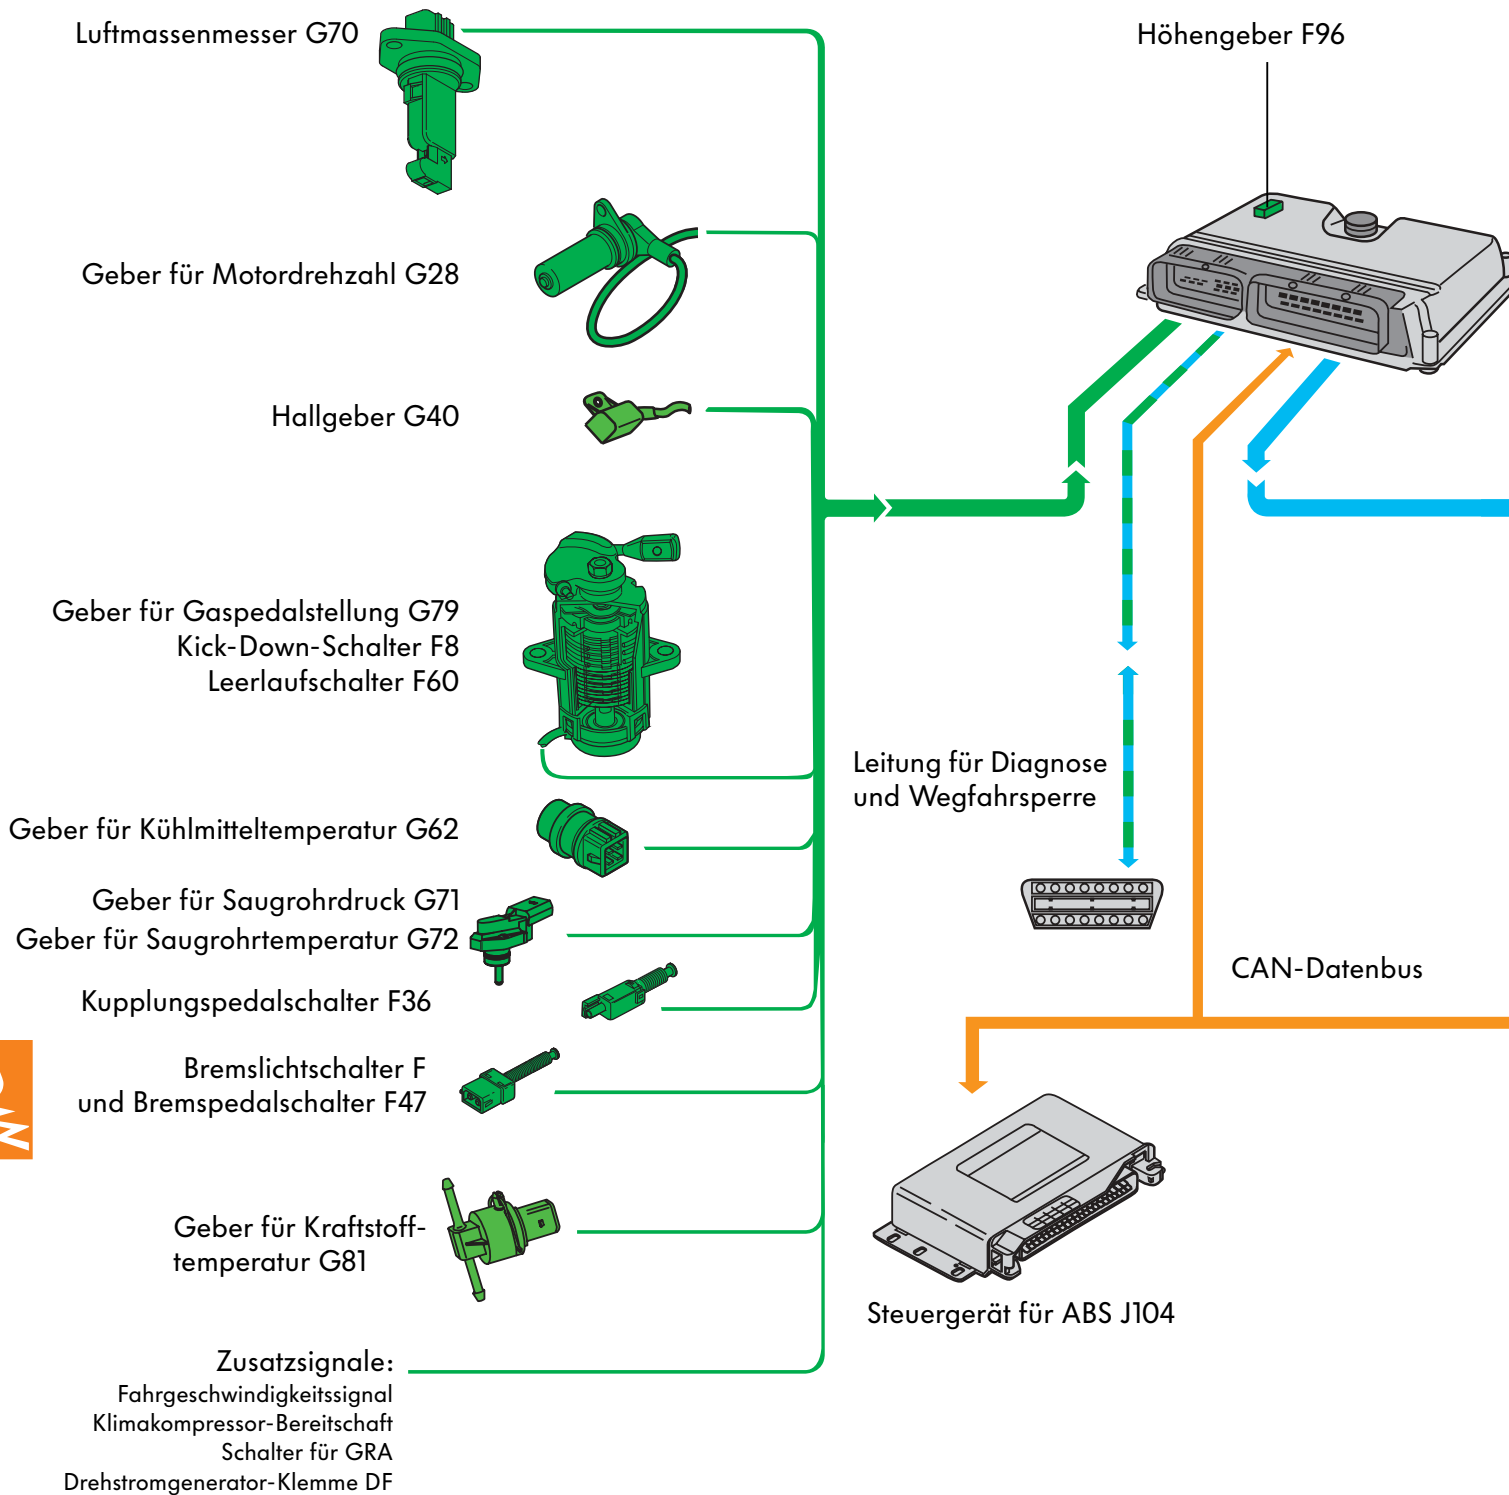 Luftmassenmesser G70
Höhengeber F96
Geber für Motordrehzahl G28
Hallgeber G40
Geber für Gaspedalstellung G79
Kick-Down-Schalter F8
Leerlaufschalter F60
Leitung für Diagnose
und Wegfahrsperre
Geber für Kühlmitteltemperatur G62
Geber für Saugrohrdruck G71
Geber für Saugrohrtemperatur G72
CAN-Datenbus
Kupplungspedalschalter F36
Bremslichtschalter F
und Bremspedalschalter F47
Geber für Kraftstoff-
temperatur G81
Steuergerät für ABS J104
Zusatzsignale:
Fahrgeschwindigkeitssignal
Klimakompressor-Bereitschaft
Schalter für GRA
Drehstromgenerator-Klemme DF